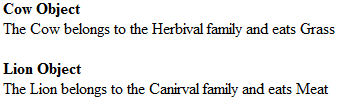 Cow Object
The Cow belongs to the Herbival family and eats Grass
Lion Object
The Lion belongs to the Canirval family and eats Meat